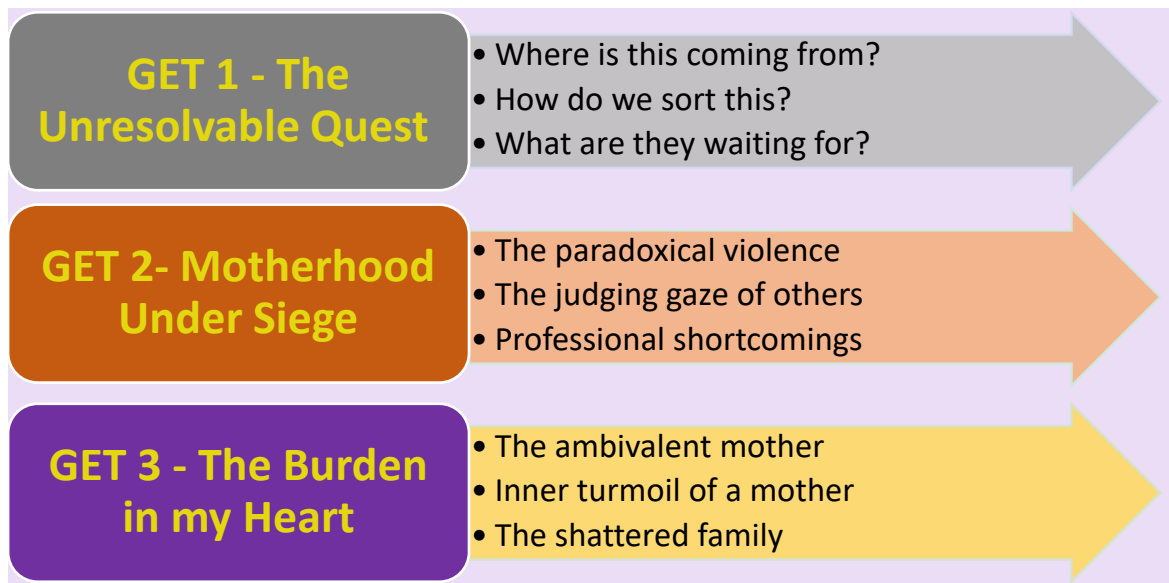 GET 1 - The
Unresolvable Quest
• Where is this coming from?
• How do we sort this?
• What are they waiting for?
GET 2- Motherhood
Under Siege
• The paradoxical violence
• The judging gaze of others
• Professional shortcomings
GET 3 - The Burden
in my Heart
• The ambivalent mother
• Inner turmoil of a mother
• The shattered family